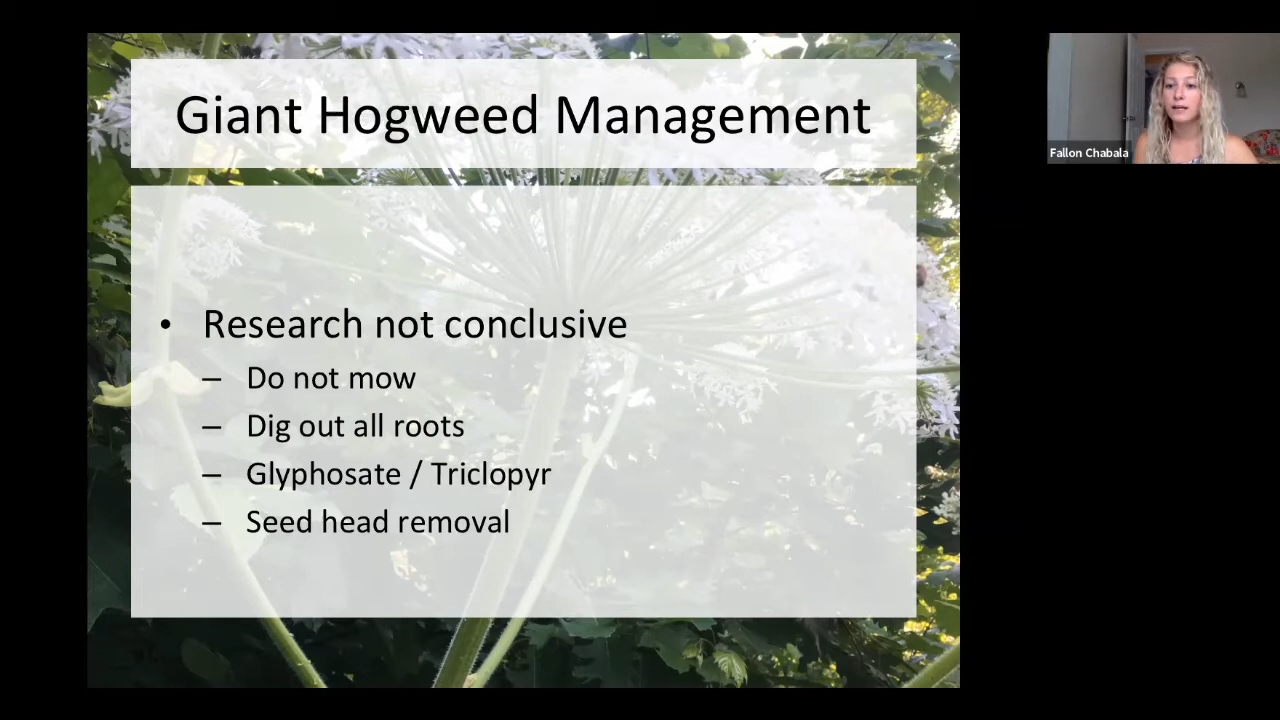 Giant Hogweed Management
• Research not conclusive
– Do not mow
– Dig out all roots
– Glyphosate / Triclopyr
– Seed head removal
Fallon Chabala